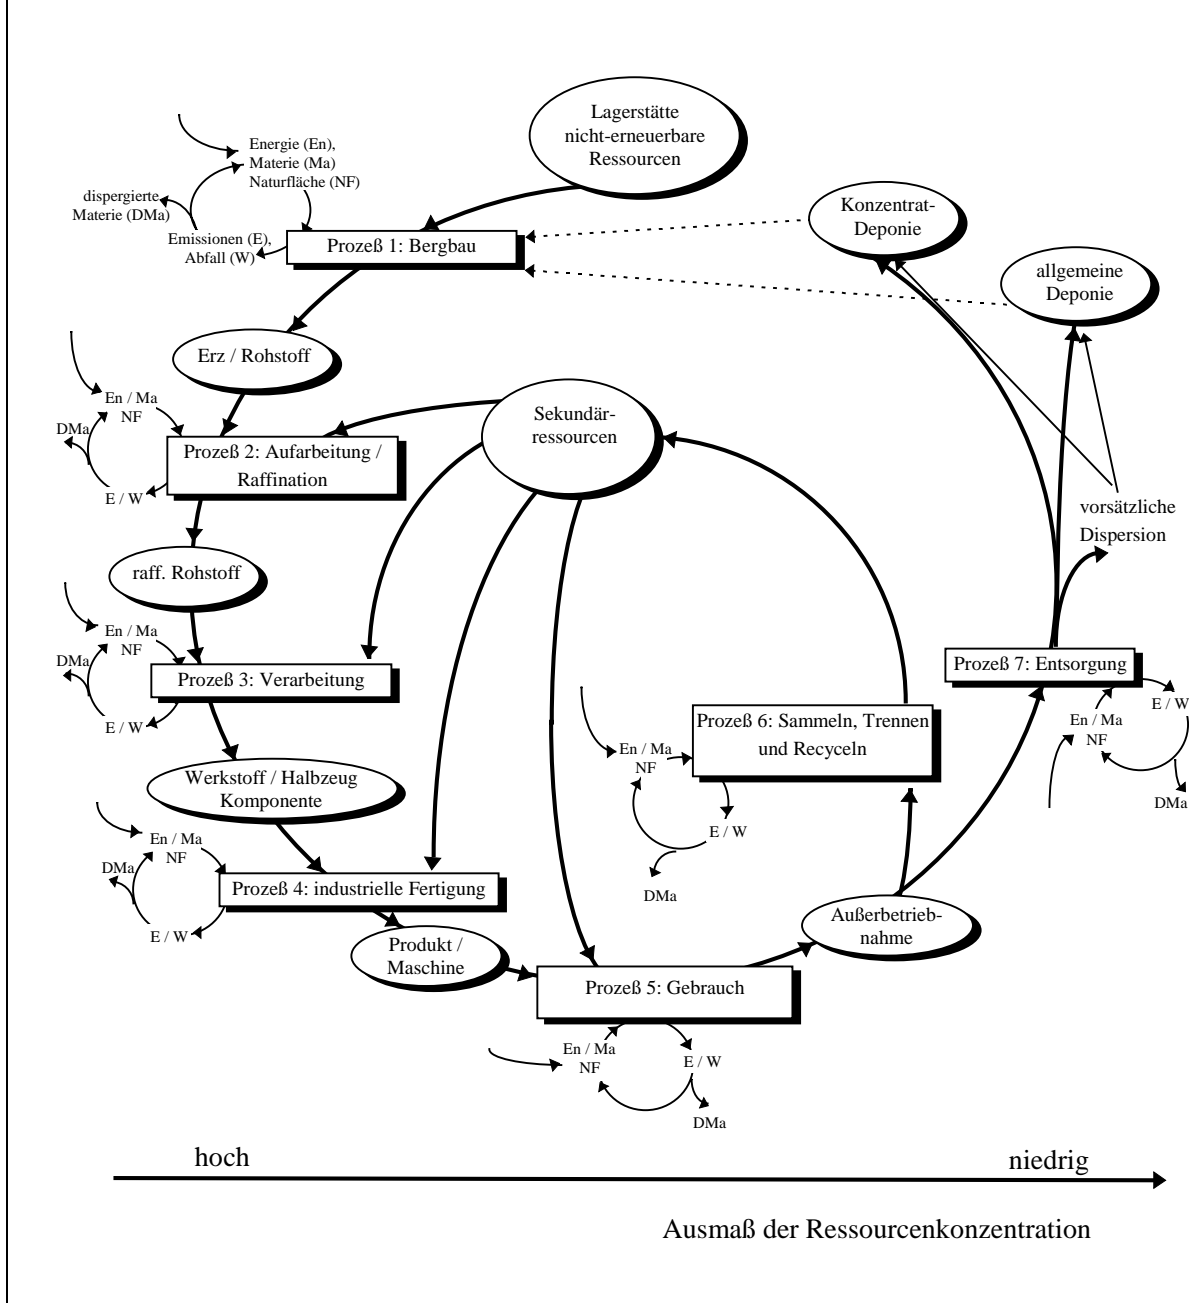 Lagerstätte
nicht-erneuerbare
Ressourcen
Energie (En),
Materie (Ma)
Naturfläche (NF)
dispergierte
Materie (DMa)
Emissionen (E),
Abfall (W)
Prozeß 1: Bergbau
Konzentrat-
Deponie
allgemeine
Deponie
Erz / Rohstoff
En / Ma
NF
DMa
E / W
Prozeß 2: Aufarbeitung /
Raffination
Sekundär-
ressourcen
vorsätzliche
Dispersion
raff. Rohstoff
En / Ma
NF
DMa
E / W
Prozeß 3: Verarbeitung
Prozeß 7: Entsorgung
E / W
En / Ma
NF
DMa
Prozeß 6: Sammeln, Trennen
und Recyceln
En / Ma
NF
E / W
DMa
Werkstoff / Halbzeug
Komponente
En / Ma
NF
DMa
E / W
Prozeß 4: industrielle Fertigung
Außerbetrieb-
nahme
Produkt /
Maschine
Prozeß 5: Gebrauch
En / Ma
NF
E / W
DMa
hoch
niedrig
Ausmaß der Ressourcenkonzentration